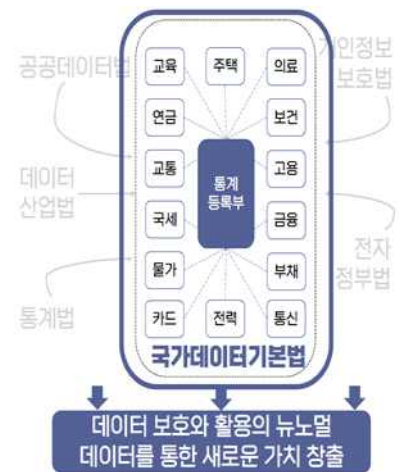 공공데이터법
개인정보
보호법
데이터
산업법
전자
정부법
통계법
교육 주택 의료
연금 보건
교통 고용
통계
등록부
국세 금융
물가 부채
카드 전력 통신
국가데이터기본법
데이터 보호와 활용의 뉴노멀
데이터를 통한 새로운 가치 창출